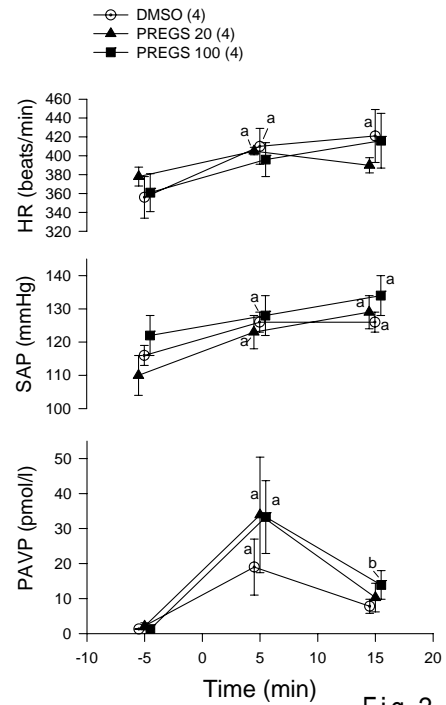 DMSO (4)
PREGS 20 (4)
PREGS 100 (4)
HR (beats/min)
460
440
420
400
380
360
340
320
a
a
a
SAP (mmHg)
140
130
120
110
100
a
a
a
a
a
PAVP (pmol/l)
50
40
30
20
10
0
a
a
a
b
-10
-5
0
5
10
15
20
Time (min)